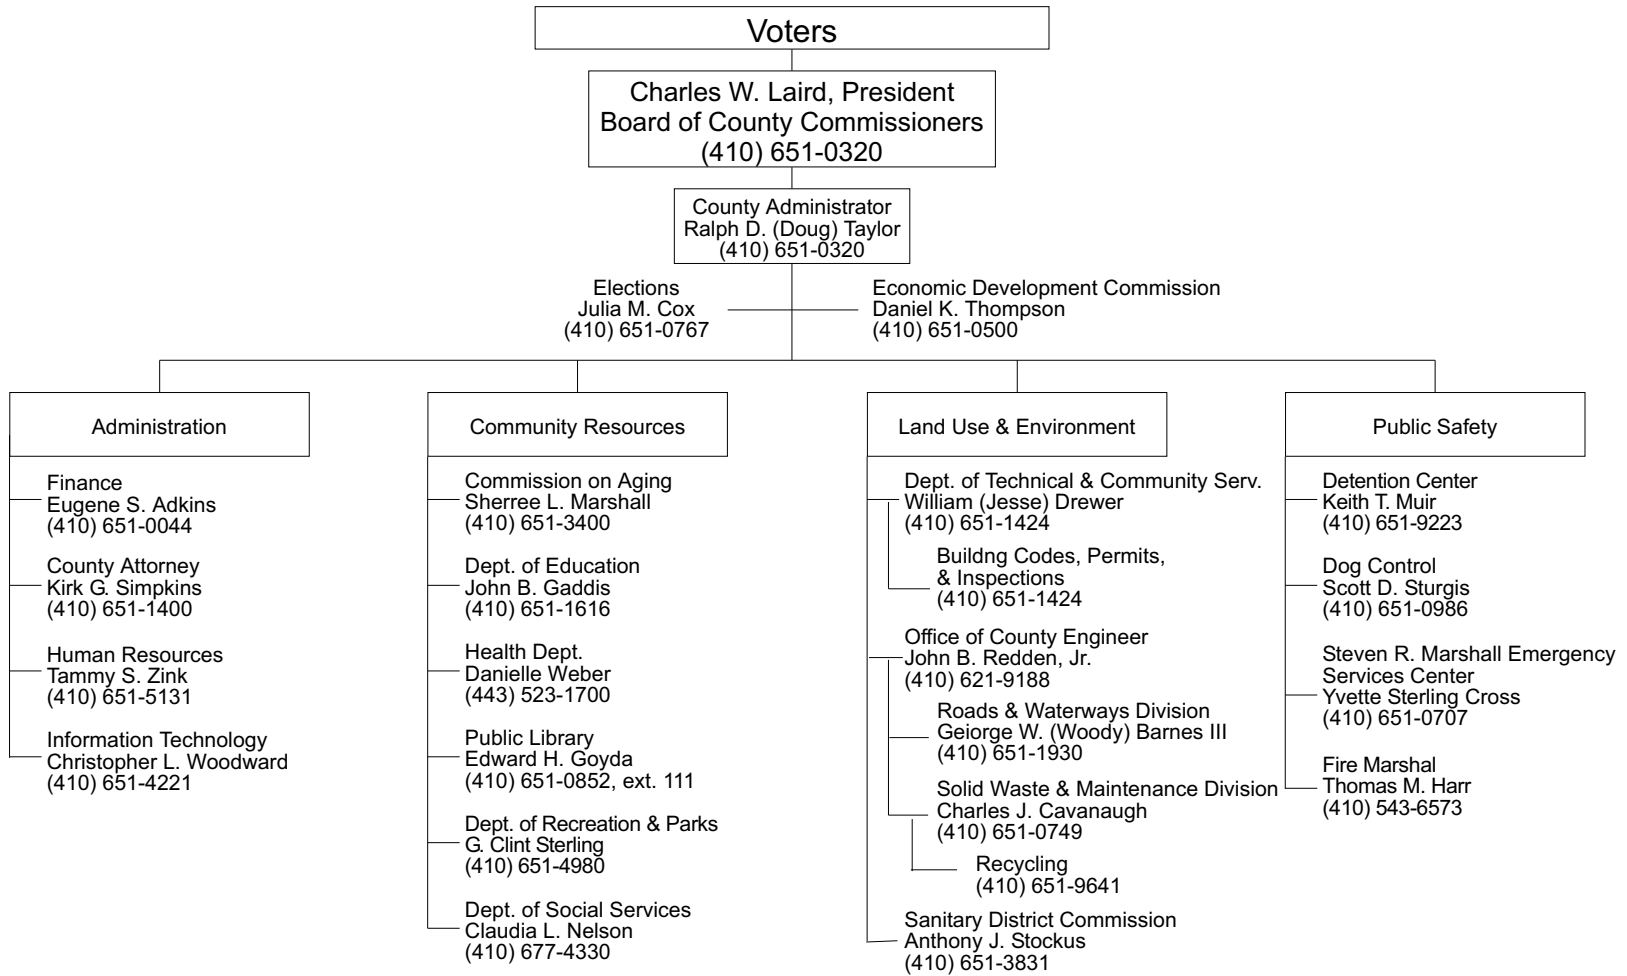 Voters
Charles W. Laird, President
Board of County Commissioners
(410) 651-0320
County Administrator
Ralph D. (Doug) Taylor
(410) 651-0320
Elections
Julia M. Cox
(410) 651-0767
Economic Development Commission
Daniel K. Thompson
(410) 651-0500
Administration
Finance
Eugene S. Adkins
(410) 651-0044
County Attorney
Kirk G. Simpkins
(410) 651-1400
Human Resources
Tammy S. Zink
(410) 651-5131
Information Technology
Christopher L. Woodward
(410) 651-4221
Community Resources
Commission on Aging
Sherree L. Marshall
(410) 651-3400
Dept. of Education
John B. Gaddis
(410) 651-1616
Health Dept.
Danielle Weber
(443) 523-1700
Public Library
Edward H. Goyda
(410) 651-0852, ext. 111
Dept. of Recreation & Parks
G. Clint Sterling
(410) 651-4980
Dept. of Social Services
Claudia L. Nelson
(410) 677-4330
Land Use & Environment
Dept. of Technical & Community Serv.
William (Jesse) Drewer
(410) 651-1424
Buildng Codes, Permits,
& Inspections
(410) 651-1424
Office of County Engineer
John B. Redden, Jr.
(410) 621-9188
Roads & Waterways Division
Geiorge W. (Woody) Barnes III
(410) 651-1930
Solid Waste & Maintenance Division
Charles J. Cavanaugh
(410) 651-0749
Recycling
(410) 651-9641
Sanitary District Commission
Anthony J. Stockus
(410) 651-3831
Public Safety
Detention Center
Keith T. Muir
(410) 651-9223
Dog Control
Scott D. Sturgis
(410) 651-0986
Steven R. Marshall Emergency
Services Center
Yvette Sterling Cross
(410) 651-0707
Fire Marshal
Thomas M. Harr
(410) 543-6573